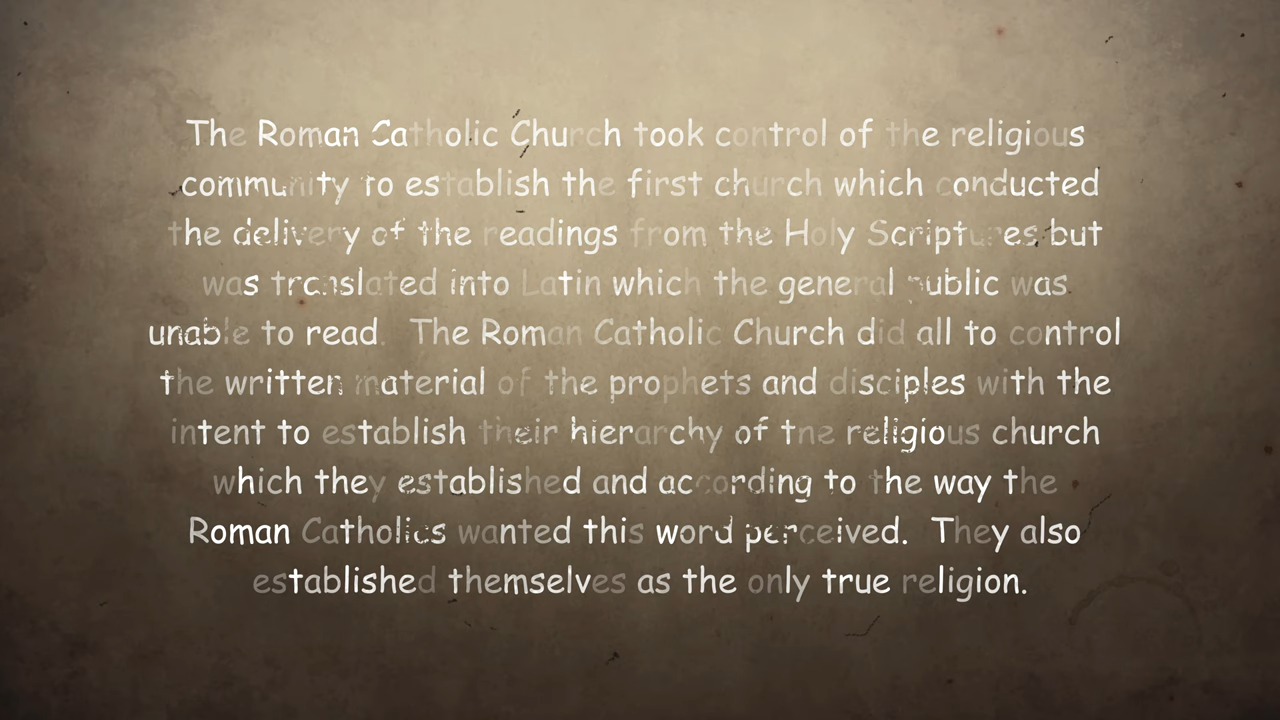 The Roman Catholic Church took control of the religious
community to establish the first church which conducted
the delivery of the readings from the Holy Scriptures but
was translated into Latin which the general public was
unable to read.  The Roman Catholic Church did all to control
the written material of the prophets and disciples with the
intent to establish their hierarchy of the religious church
which they established and according to the way the
Roman Catholics wanted this word perceived.  They also
established themselves as the only true religion.